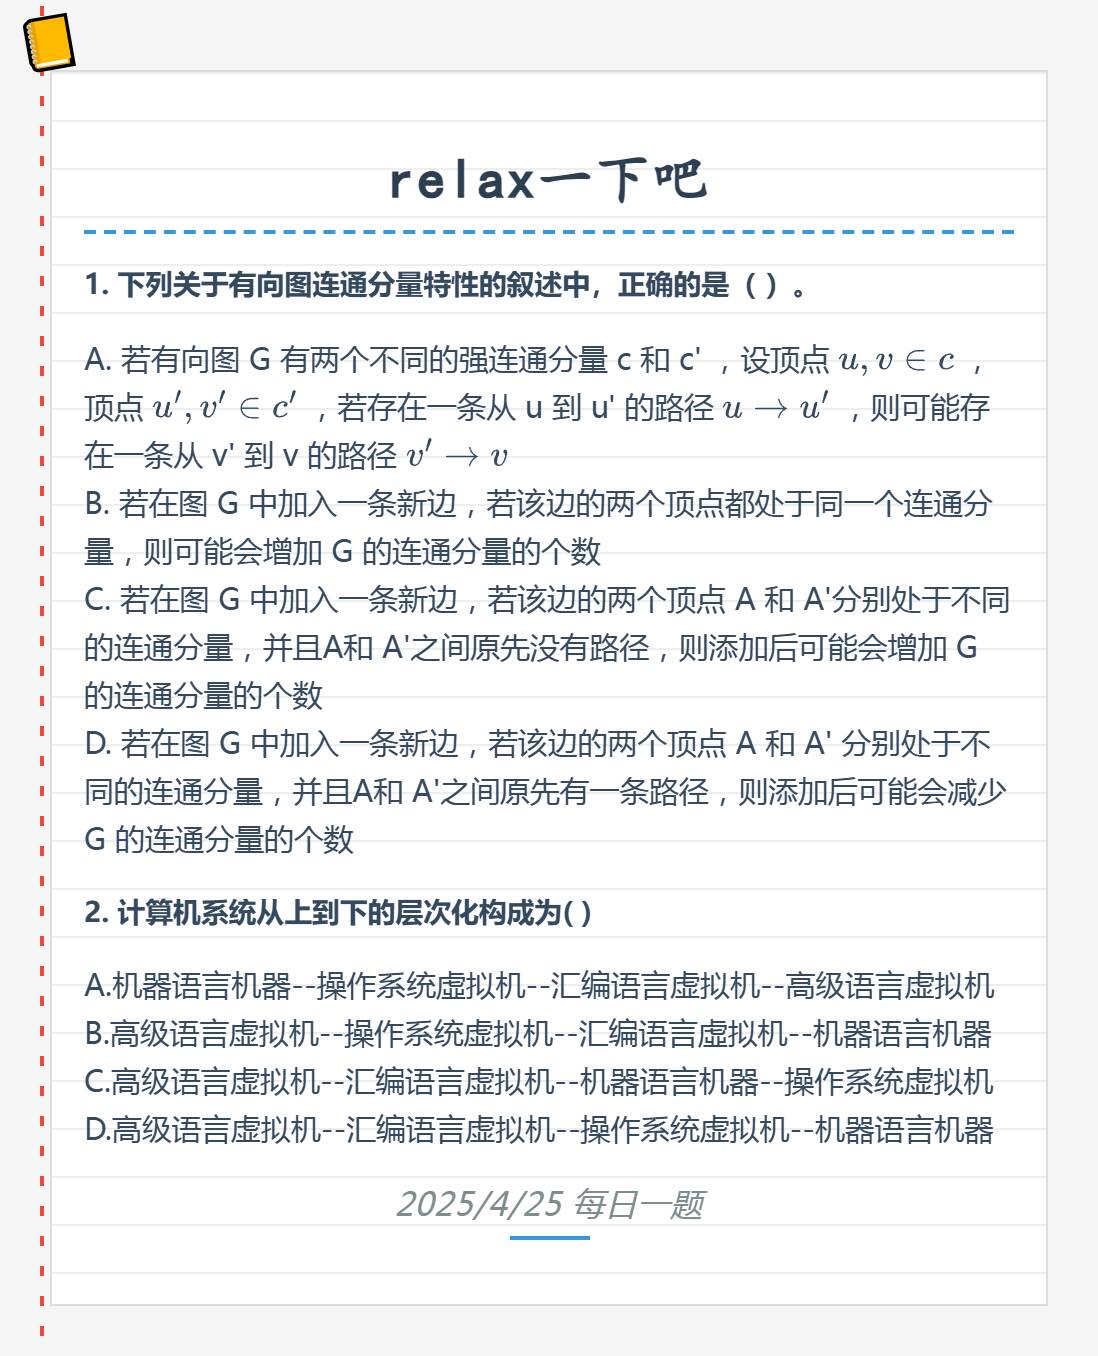 relax一下吧
1. 下列关于有向图连通分量特性的叙述中，正确的是（ ）。
A. 若有向图 G 有两个不同的强连通分量 c 和 c' ，设顶点 u, v ∈ c ，
顶点 u′, v′ ∈ c′ ，若存在一条从 u 到 u' 的路径 u → u′ ，则可能存
在一条从 v' 到 v 的路径 v′ → v
B. 若在图 G 中加入一条新边，若该边的两个顶点都处于同一个连通分
量，则可能会增加 G 的连通分量的个数
C. 若在图 G 中加入一条新边，若该边的两个顶点 A 和 A'分别处于不同
的连通分量，并且A和 A'之间原先没有路径，则添加后可能会增加 G
的连通分量的个数
D. 若在图 G 中加入一条新边，若该边的两个顶点 A 和 A' 分别处于不
同的连通分量，并且A和 A'之间原先有一条路径，则添加后可能会减少
G 的连通分量的个数
2. 计算机系统从上到下的层次化构成为( )
A.机器语言机器--操作系统虚拟机--汇编语言虚拟机--高级语言虚拟机
B.高级语言虚拟机--操作系统虚拟机--汇编语言虚拟机--机器语言机器
C.高级语言虚拟机--汇编语言虚拟机--机器语言机器--操作系统虚拟机
D.高级语言虚拟机--汇编语言虚拟机--操作系统虚拟机--机器语言机器
2025/4/25 每日一题